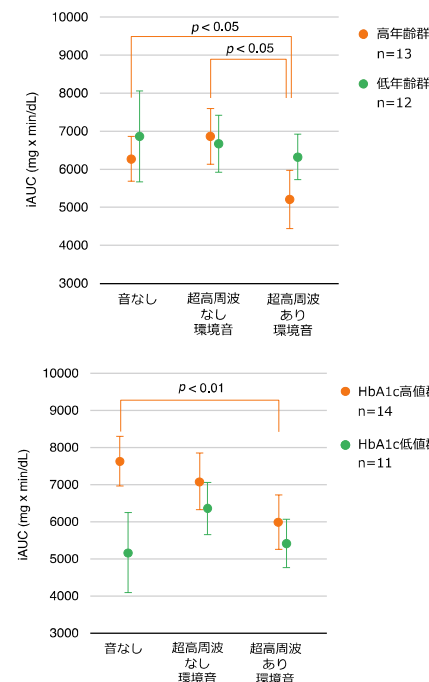 10000
9000
8000
7000
6000
5000
4000
3000
iAUC (mg x min/dL)
p < 0.05
p < 0.05
高年齢群
n=13
低年齢群
n=12
音なし
超高周波
なし
環境音
超高周波
あり
環境音
10000
9000
8000
7000
6000
5000
4000
3000
iAUC (mg x min/dL)
p < 0.01
HbA1c高値群
n=14
HbA1c低値群
n=11
音なし
超高周波
なし
環境音
超高周波
あり
環境音